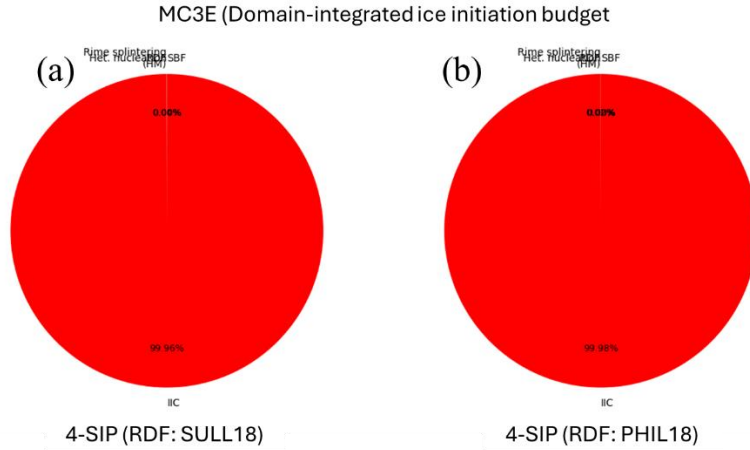 MC3E (Domain-integrated ice initiation budget
(a)
Rime splintering
Het. nucleation
SBF
(HM)
0.00%
99.96%
IIC
4-SIP (RDF: SULL18)
(b)
Rime splintering
Het. nucleation
SBF
(HM)
0.00%
99.98%
IIC
4-SIP (RDF: PHIL18)